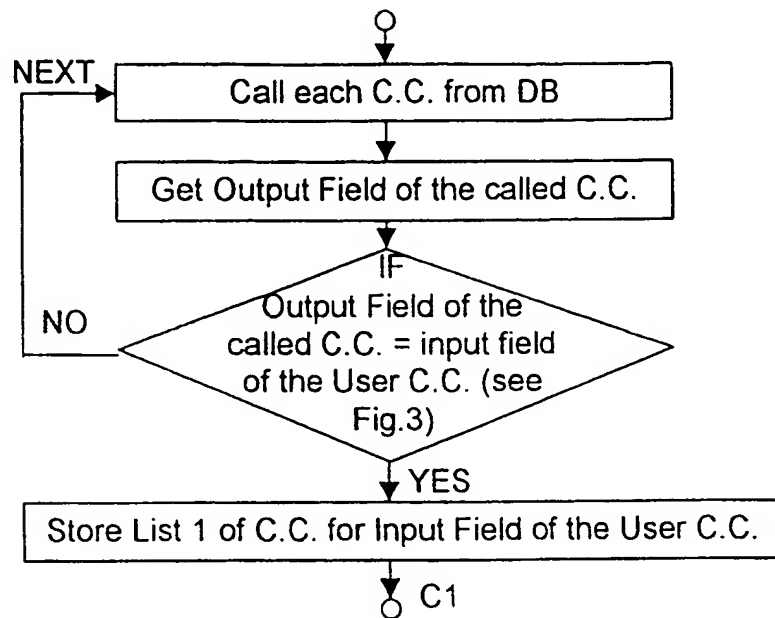 NEXT
Call each C.C. from DB
Get Output Field of the called C.C.
IF
Output Field of the
called C.C. = input field
of the User C.C. (see
Fig.3)
NO
YES
Store List 1 of C.C. for Input Field of the User C.C.
C1